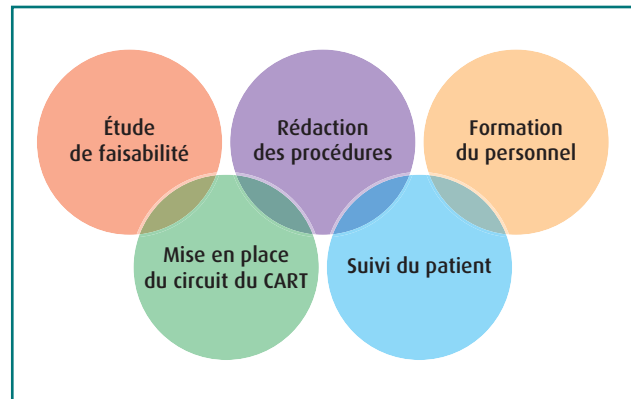 Étude
de faisabilité
Rédaction
des procédures
Formation
du personnel
Mise en place
du circuit du CART
Suivi du patient